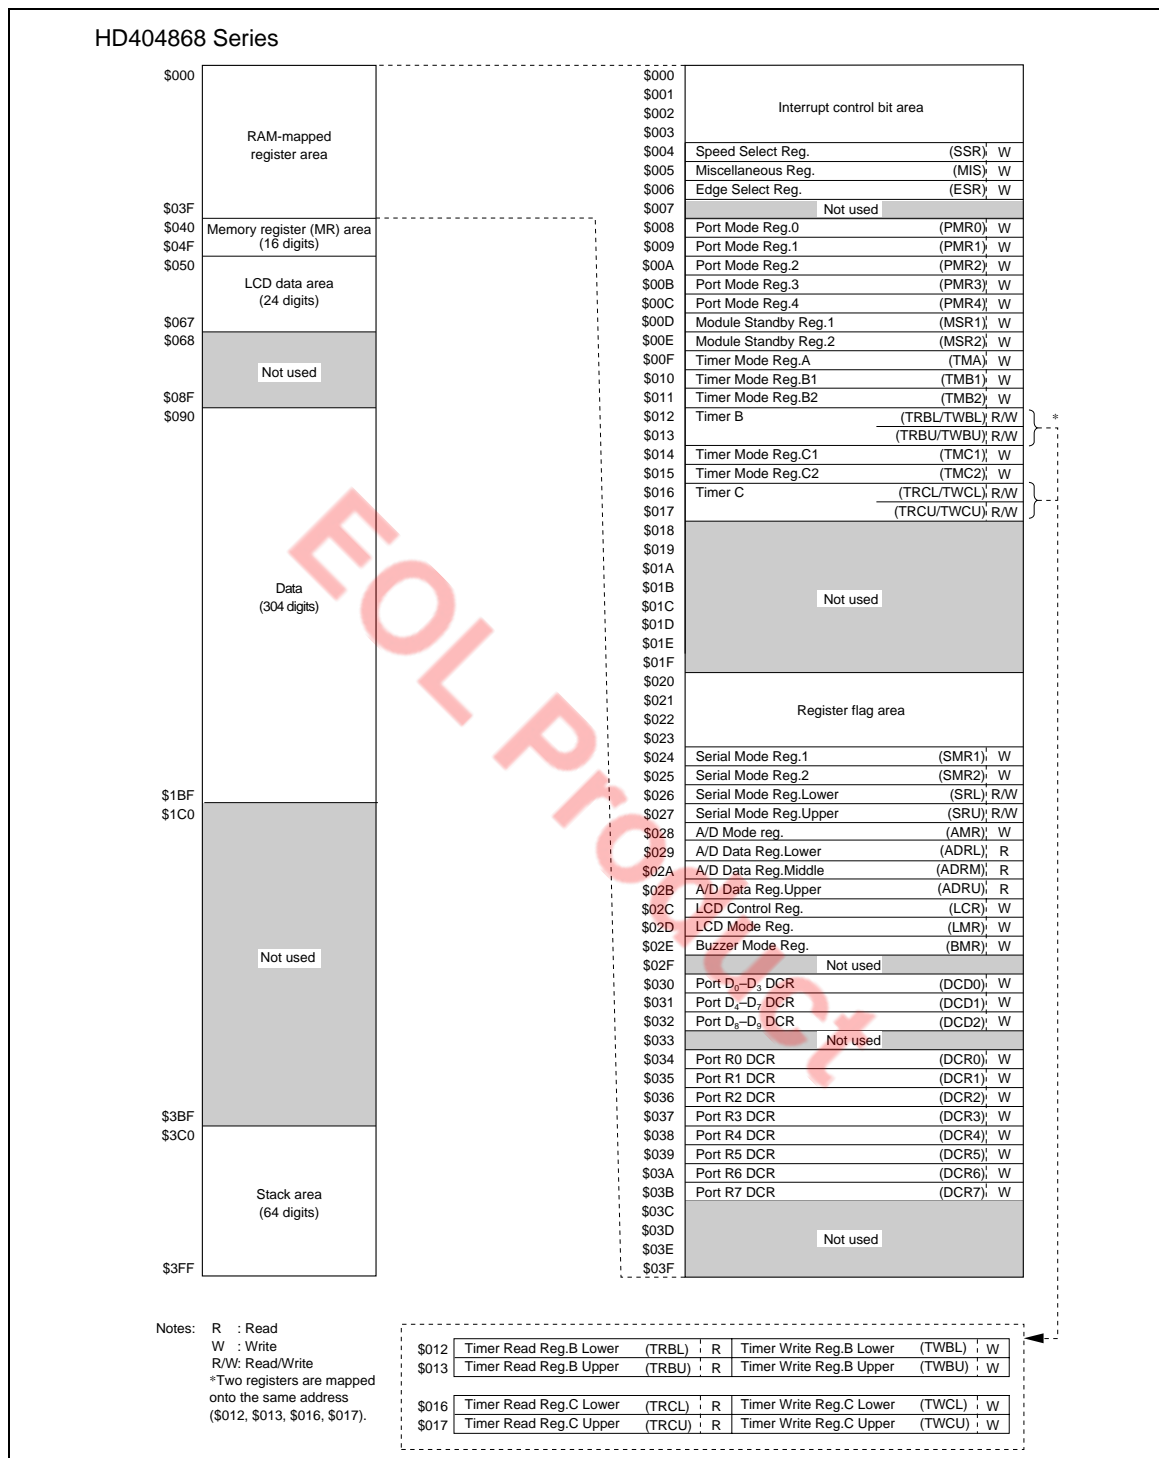 HD404868 Series
$000
RAM-mapped
register area
$03F
$040
Memory register (MR) area
(16 digits)
$04F
$050
LCD data area
(24 digits)
$067
$068
Not used
$08F
$090
Data
(304 digits)
$1BF
$1C0
Not used
$3BF
$3C0
Stack area
(64 digits)
$3FF
$000
$001
Interrupt control bit area
$002
$003
$004 Speed Select Reg. (SSR) W
$005 Miscellaneous Reg. (MIS) W
$006 Edge Select Reg. (ESR) W
$007 Not used
$008 Port Mode Reg.0 (PMR0) W
$009 Port Mode Reg.1 (PMR1) W
$00A Port Mode Reg.2 (PMR2) W
$00B Port Mode Reg.3 (PMR3) W
$00C Port Mode Reg.4 (PMR4) W
$00D Module Standby Reg.1 (MSR1) W
$00E Module Standby Reg.2 (MSR2) W
$00F Timer Mode Reg.A (TMA) W
$010 Timer Mode Reg.B1 (TMB1) W
$011 Timer Mode Reg.B2 (TMB2) W
$012 Timer B (TRBL/TWBL) R/W *
$013 (TRBU/TWBU) R/W
$014 Timer Mode Reg.C1 (TMC1) W
$015 Timer Mode Reg.C2 (TMC2) W
$016 Timer C (TRCL/TWCL) R/W
$017 (TRCU/TWCU) R/W
$018
$019
$01A
$01B
Not used
$01C
$01D
$01E
$01F
$020
$021
Register flag area
$022
$023
$024 Serial Mode Reg.1 (SMR1) W
$025 Serial Mode Reg.2 (SMR2) W
$026 Serial Mode Reg.Lower (SRL) R/W
$027 Serial Mode Reg.Upper (SRU) R/W
$028 A/D Mode reg. (AMR) W
$029 A/D Data Reg.Lower (ADRL) R
$02A A/D Data Reg.Middle (ADRM) R
$02B A/D Data Reg.Upper (ADRU) R
$02C LCD Control Reg. (LCR) W
$02D LCD Mode Reg. (LMR) W
$02E Buzzer Mode Reg. (BMR) W
$02F Not used
$030 Port D0–D3 DCR (DCD0) W
$031 Port D4–D7 DCR (DCD1) W
$032 Port D8–D9 DCR (DCD2) W
$033 Not used
$034 Port R0 DCR (DCR0) W
$035 Port R1 DCR (DCR1) W
$036 Port R2 DCR (DCR2) W
$037 Port R3 DCR (DCR3) W
$038 Port R4 DCR (DCR4) W
$039 Port R5 DCR (DCR5) W
$03A Port R6 DCR (DCR6) W
$03B Port R7 DCR (DCR7) W
$03C
$03D
Not used
$03E
$03F
EOL Product
Notes: R : Read
W : Write
R/W: Read/Write
*Two registers are mapped
onto the same address
($012, $013, $016, $017).
$012 Timer Read Reg.B Lower (TRBL) R Timer Write Reg.B Lower (TWBL) W
$013 Timer Read Reg.B Upper (TRBU) R Timer Write Reg.B Upper (TWBU) W
$016 Timer Read Reg.C Lower (TRCL) R Timer Write Reg.C Lower (TWCL) W
$017 Timer Read Reg.C Upper (TRCU) R Timer Write Reg.C Upper (TWCU) W